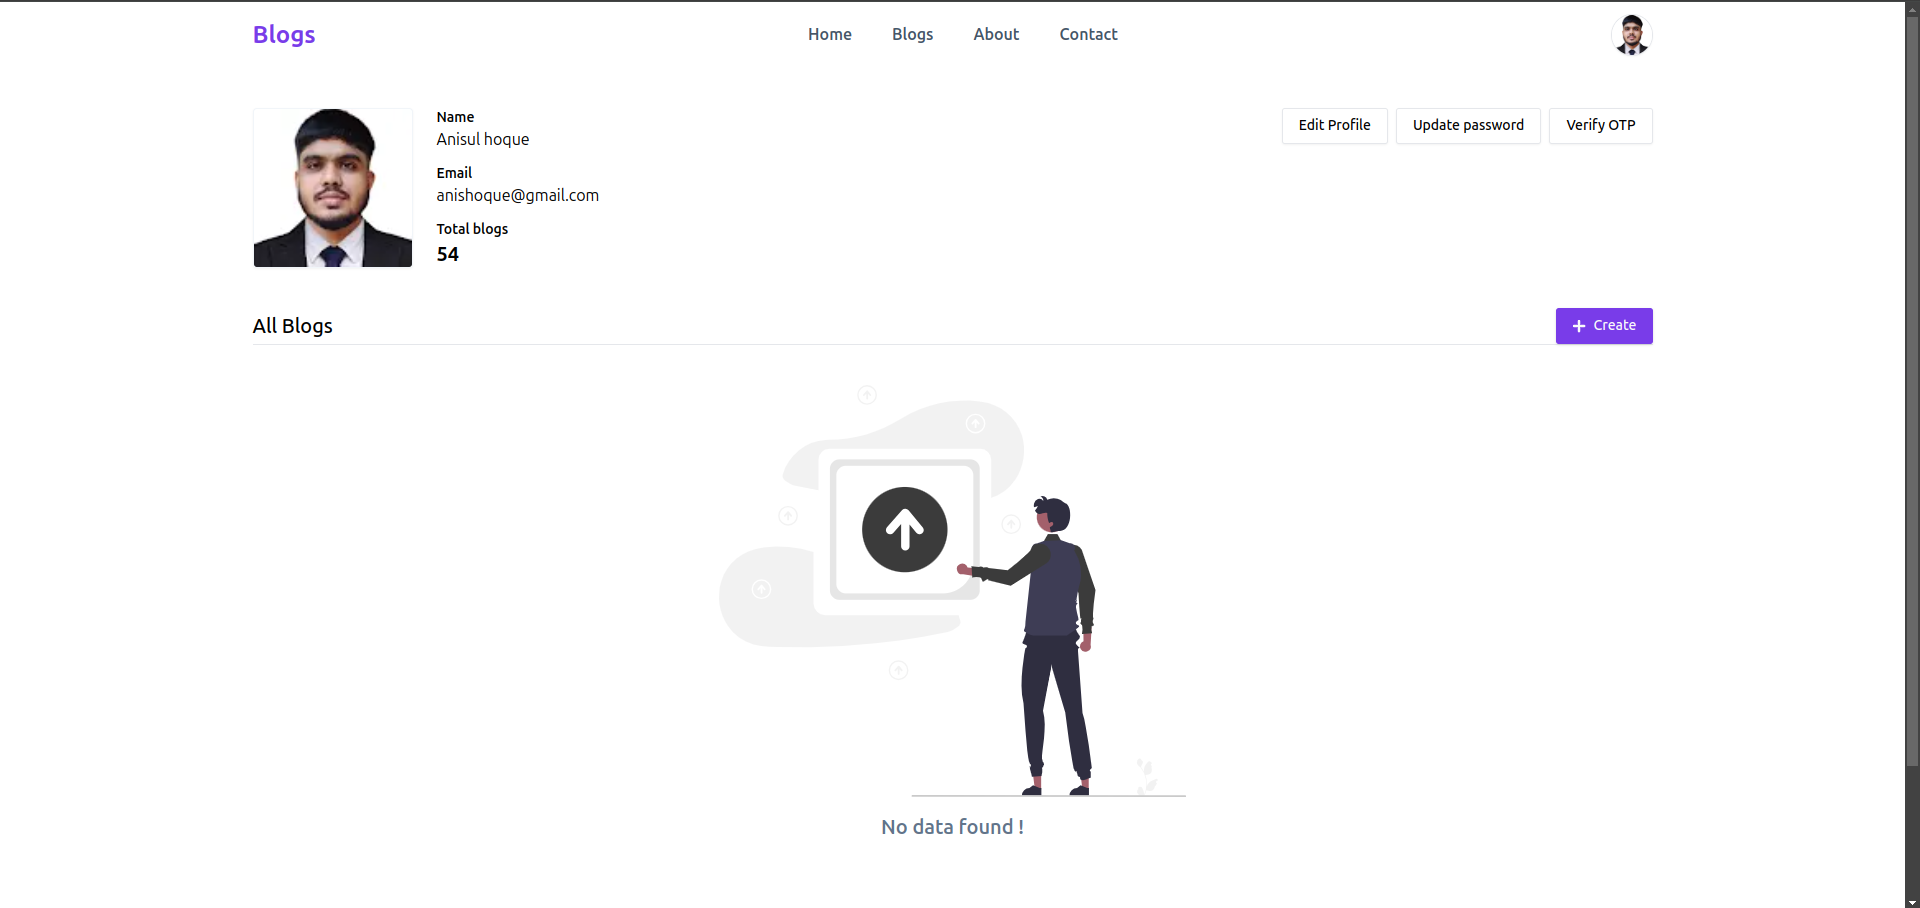 Blogs
Home Blogs About Contact
Name
Anisul hoque
Edit Profile Update password Verify OTP
Email
anishoque@gmail.com
Total blogs
54
All Blogs
Create
No data found !